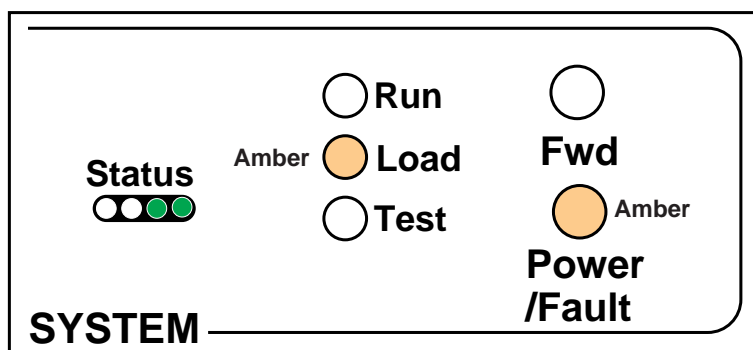 Run
Amber Load
Test
Status
Fwd
Amber
Power
/Fault
SYSTEM